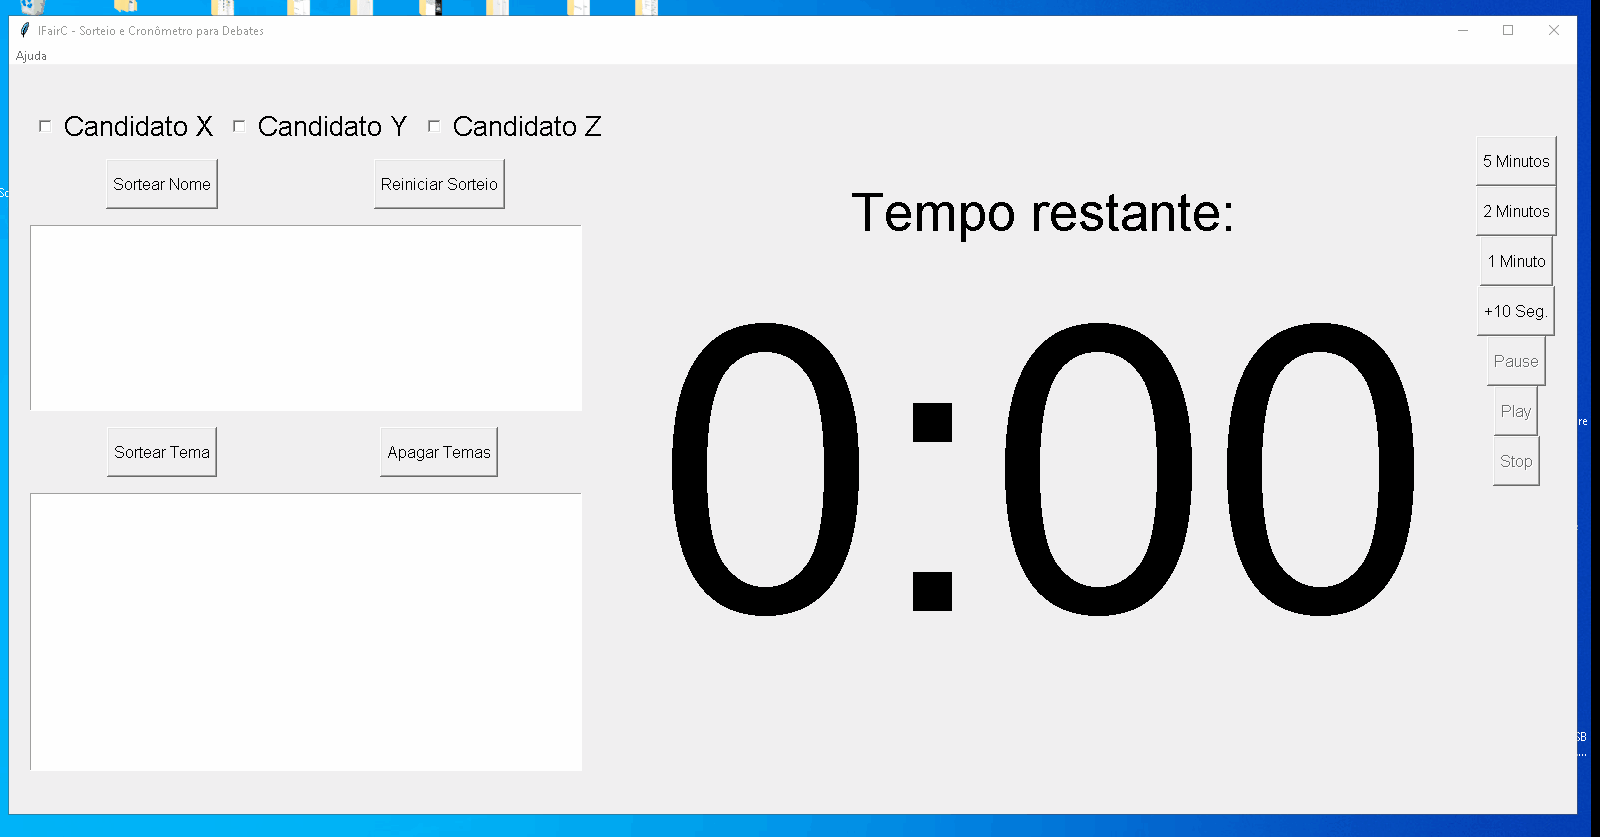 IFairC - Sorteio e Cronômetro para Debates
Ajuda
Candidato X Candidato Y Candidato Z
Sortear Nome Reiniciar Sorteio
Sortear Tema Apagar Temas
Tempo restante:
0:00
5 Minutos
2 Minutos
1 Minuto
+10 Seg.
Pause
Play
Stop